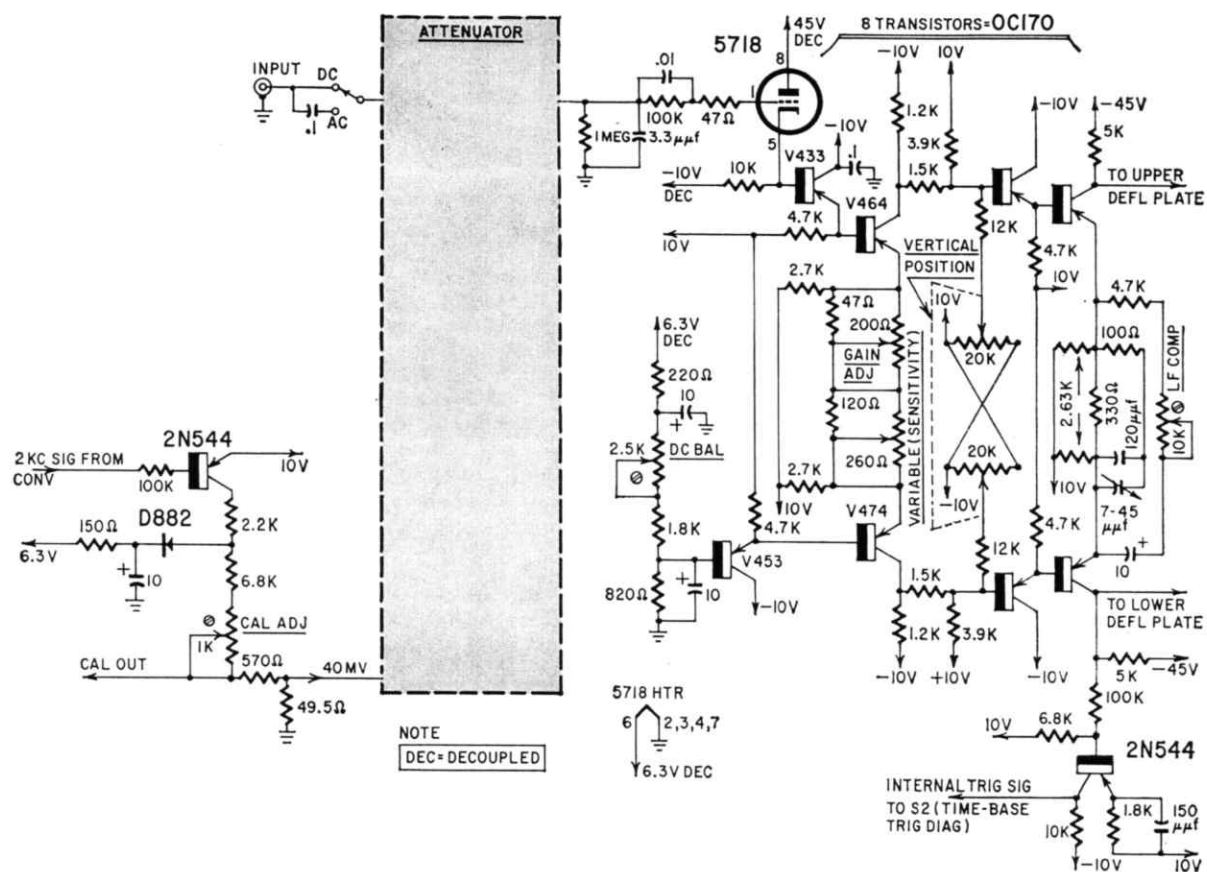 ATTENUATOR
INPUT
DC
AC
.1
5718
45V
DEC
8 TRANSISTORS=OC170
8
1
5
.01
100K
47Ω
1 MEG
3.3µµf
-10V
10V
-10V
-45V
1.2K
3.9K
1.5K
5K
-10V
DEC
10K
V433
-10V
.1
TO UPPER
DEFL PLATE
V464
12K
4.7K
10V
4.7K
VERTICAL
POSITION
10V
4.7K
2.7K
47Ω
200Ω
GAIN
ADJ
120Ω
260Ω
2.7K
10V
VARIABLE (SENSITIVITY)
10V
20K
20K
-10V
100Ω
2.63K
330Ω
120µµf
10K
LF COMP
10V
7-45
µµf
10
+
6.3V
DEC
220Ω
10
+
2.5K
DC BAL
1.8K
4.7K
V474
V453
+
10
820Ω
-10V
4.7K
12K
1.5K
1.2K
3.9K
-10V
+10V
-10V
TO LOWER
DEFL PLATE
5K
-45V
100K
2N544
2KC SIG FROM
CONV
100K
10V
2.2K
150Ω
D882
6.3V
+
10
6.8K
CAL ADJ
1K
CAL OUT
570Ω
40MV
49.5Ω
NOTE
DEC=DECOUPLED
5718 HTR
6
2,3,4,7
6.3V DEC
10V
6.8K
2N544
INTERNAL TRIG SIG
TO S2 (TIME-BASE
TRIG DIAG)
10K
1.8K
150
µµf
-10V
10V